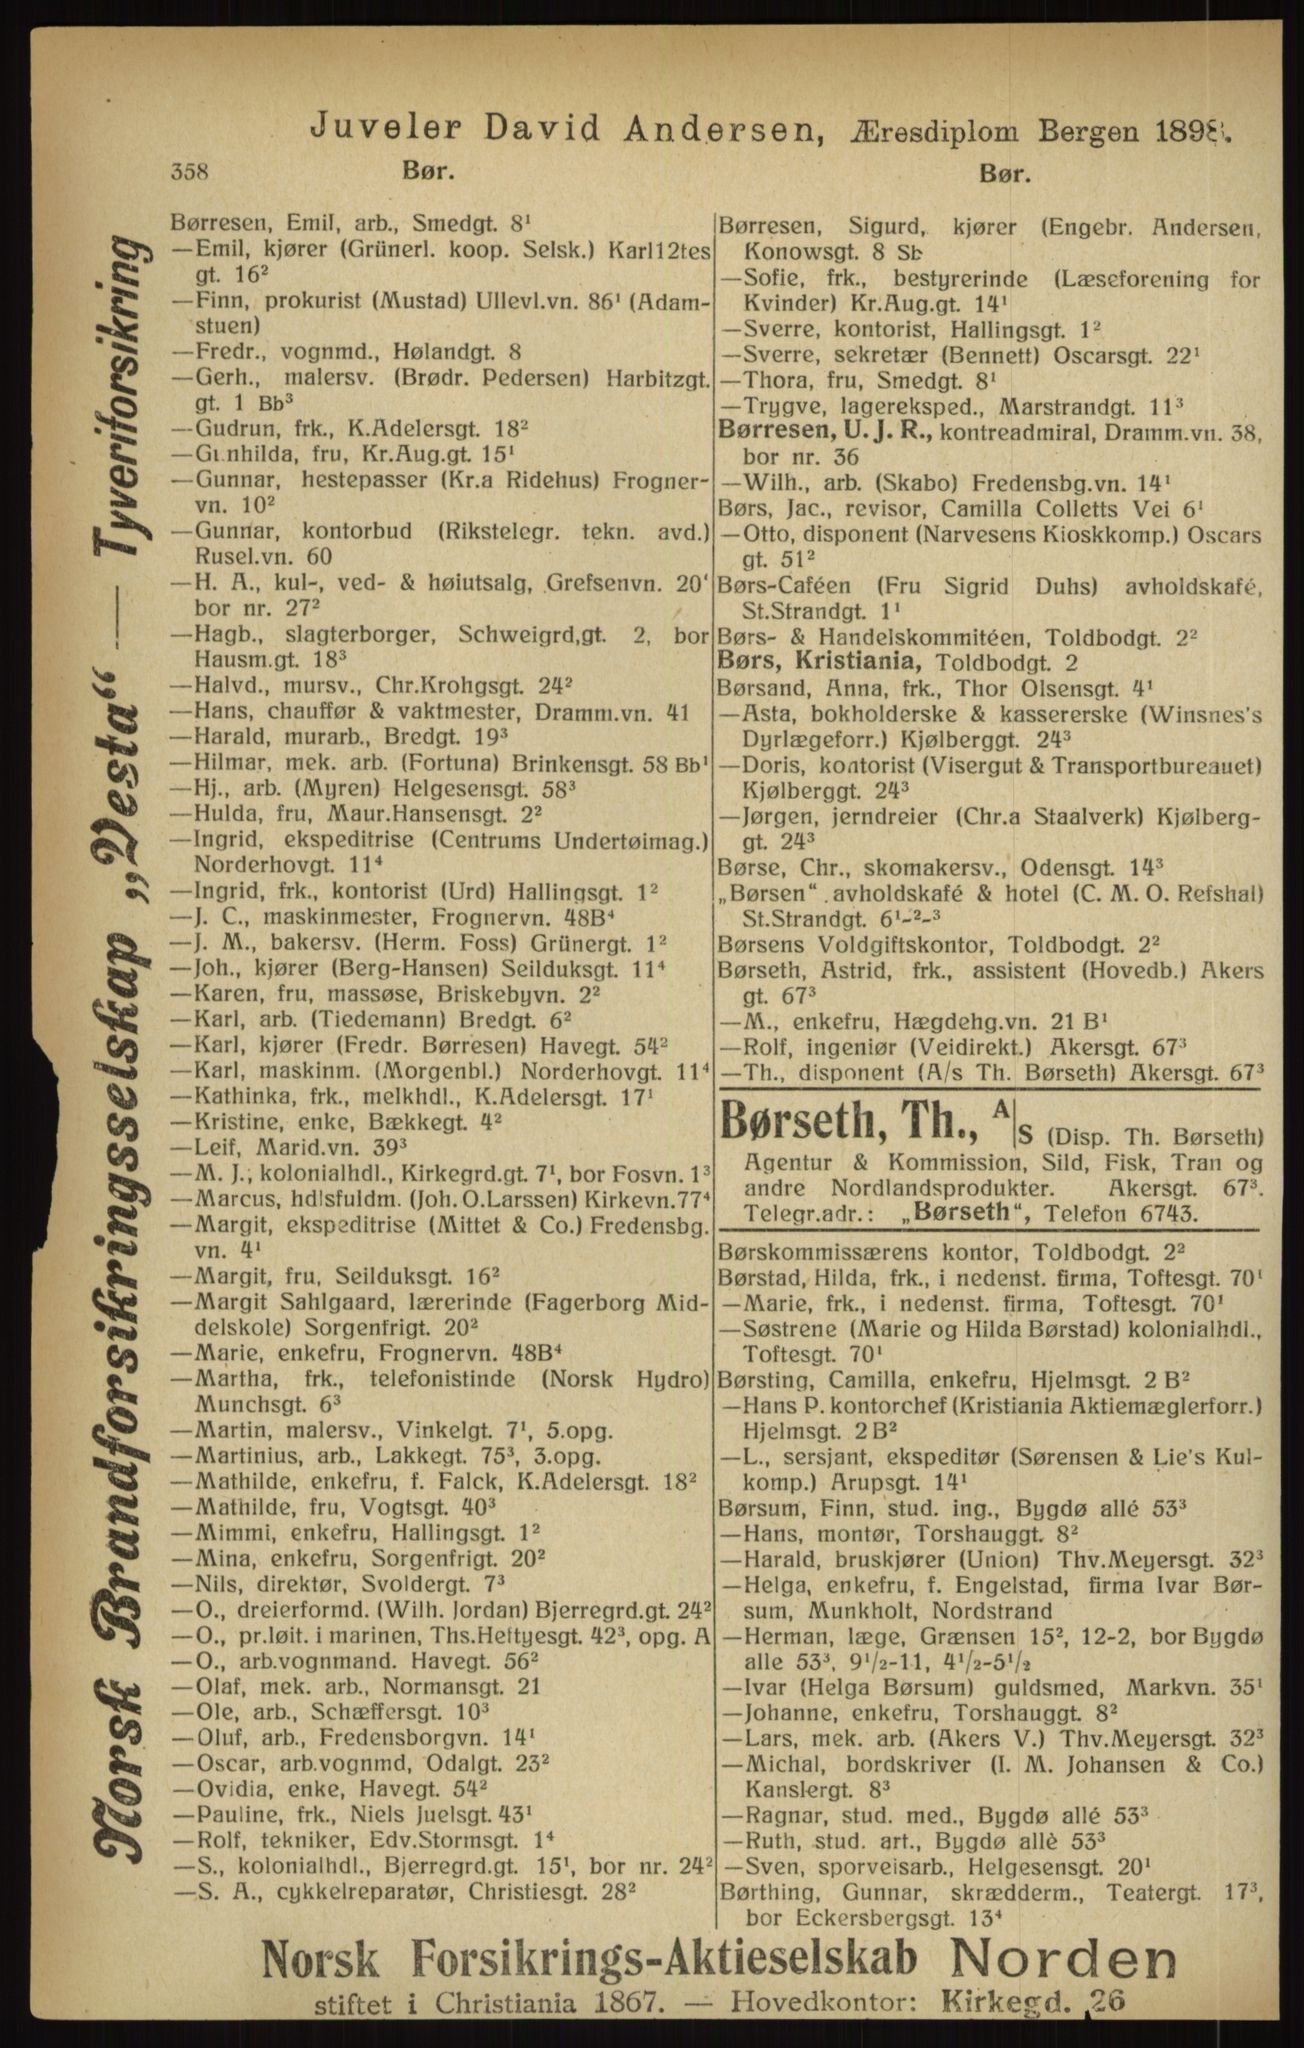 Juveler David Andersen, Æresdiplom Bergen 1898.
358 Bør.
Bør.
Norsk Brandforsikringsselskap „Vesta“ — Tyveriforsikring
Børresen, Emil, arb., Smedgt. 8¹
—Emil, kjører (Grünerl. koop. Selsk.) Karl12tes
gt. 16²
—Finn, prokurist (Mustad) Ullevl.vn. 86¹ (Adam-
stuen)
—Fredr., vognmd., Hølandgt. 8
—Gerh., malersv. (Brødr. Pedersen) Harbitzgt.
gt. 1 Bb³
—Gudrun, frk., K.Adelersgt. 18²
—Gunhilda, fru, Kr.Aug.gt. 15¹
—Gunnar, hestepasser (Kr.a Ridehus) Frogner-
vn. 10²
—Gunnar, kontorbud (Rikstelegr. tekn. avd.)
Rusel.vn. 60
—H. A., kul-, ved- & høiutsalg, Grefsenvn. 20¹
bor nr. 27²
—Hagb., slagterborger, Schweigrd,gt. 2, bor
Hausm.gt. 18³
—Halvd., mursv., Chr.Krohgsgt. 24²
—Hans, chauffør & vaktmester, Dramm.vn. 41
—Harald, murarb., Bredgt. 19³
—Hilmar, mek. arb. (Fortuna) Brinkensgt. 58 Bb¹
—Hj., arb. (Myren) Helgesensgt. 58³
—Hulda, fru, Maur.Hansensgt. 2²
—Ingrid, ekspeditrise (Centrums Undertøimag.)
Norderhovgt. 11⁴
—Ingrid, frk., kontorist (Urd) Hallingsgt. 1²
—J. C., maskinmester, Frognervn. 48B⁴
—J. M., bakersv. (Herm. Foss) Grünergt. 1²
—Joh., kjører (Berg-Hansen) Seilduksgt. 11⁴
—Karen, fru, massøse, Briskebyvn. 2²
—Karl, arb. (Tiedemann) Bredgt. 6²
—Karl, kjører (Fredr. Børresen) Havegt. 54²
—Karl, maskinm. (Morgenbl.) Norderhovgt. 11⁴
—Kathinka, frk., melkhdl., K.Adelersgt. 17¹
—Kristine, enke, Bækkegt. 4²
—Leif, Marid.vn. 39³
—M. J., kolonialhdl., Kirkegrd.gt. 7¹, bor Fosvn. 1³
—Marcus, hdlsfuldm. (Joh. O.Larssen) Kirkevn.77⁴
—Margit, ekspeditrise (Mittet & Co.) Fredensbg.
vn. 4¹
—Margit, fru, Seilduksgt. 16²
—Margit Sahlgaard, lærerinde (Fagerborg Mid-
delskole) Sorgenfrigt. 20²
—Marie, enkefru, Frognervn. 48B⁴
—Martha, frk., telefonistinde (Norsk Hydro)
Munchsgt. 6³
—Martin, malersv., Vinkelgt. 7¹, 5.opg.
—Martinius, arb., Lakkegt. 75³, 3.opg.
—Mathilde, enkefru, f. Falck, K.Adelersgt. 18²
—Mathilde, fru, Vogtsgt. 40³
—Mimmi, enkefru, Hallingsgt. 1²
—Mina, enkefru, Sorgenfrigt. 20²
—Nils, direktør, Svoldergt. 7³
—O., dreierformd. (Wilh. Jordan) Bjerregrd.gt. 24²
—O., pr.løit. i marinen, Ths.Heftyesgt. 42³, opg. A
—O., arb.vognmand. Havegt. 56²
—Olaf, mek. arb., Normansgt. 21
—Ole, arb., Schæffersgt. 10³
—Oluf, arb., Fredensborgvn. 14¹
—Oscar, arb.vognmd, Odalgt. 23²
—Ovidia, enke, Havegt. 54²
—Pauline, frk., Niels Juelsgt. 43¹
—Rolf, tekniker, Edv.Stormsgt. 1⁴
—S., kolonialhdl., Bjerregrd.gt. 15¹, bor nr. 24²
—S. A., cykkelreparatør, Christiesgt. 28²
Børresen, Sigurd, kjører (Engebr. Andersen,
Konowsgt. 8 Sb
—Sofie, frk., bestyrerinde (Læseforening for
Kvinder) Kr.Aug.gt. 14¹
—Sverre, kontorist, Hallingsgt. 1²
—Sverre, sekretær (Bennett) Oscarsgt. 22¹
—Thora, fru, Smedgt. 8¹
—Trygve, lagereksped., Marstrandgt. 11³
Børresen, U. J. R., kontreadmiral, Dramm.vn. 38,
bor nr. 36
—Wilh., arb. (Skabo) Fredensbg.vn. 14¹
Børs, Jac., revisor, Camilla Colletts Vei 6¹
—Otto, disponent (Narvesens Kioskkomp.) Oscars
gt. 51²
Børs-Caféen (Fru Sigrid Duhs) avholdskafé,
St.Strandgt. 1¹
Børs- & Handelskommitéen, Toldbodgt. 2²
Børs, Kristiania, Toldbodgt. 2
Børsand, Anna, frk., Thor Olsensgt. 4¹
—Asta, bokholderske & kassererske (Winsnes's
Dyrlægeforr.) Kjølberggt. 24³
—Doris, kontorist (Visergut & Transportbureauet)
Kjølberggt. 24³
—Jørgen, jerndreier (Chr.a Staalverk) Kjølberg-
gt. 24³
Børse, Chr., skomakersv., Odensgt. 14³
„Børsen“ avholdskafé & hotel (C. M. O. Refshal)
St.Strandgt. 6¹-²-³
Børsens Voldgiftskontor, Toldbodgt. 2²
Børseth, Astrid, frk., assistent (Hovedb.) Akers
gt. 67³
—M., enkefru, Hægdehg.vn. 21 B¹
—Rolf, ingeniør (Veidirekt.) Akersgt. 67³
—Th., disponent (A/s Th. Børseth) Akersgt. 67³
Børseth, Th., A/S (Disp. Th. Børseth)
Agentur & Kommission, Sild, Fisk, Tran og
andre Nordlandsprodukter. Akersgt. 67³.
Telegr.adr.: „Børseth“, Telefon 6743.
Børskommissærens kontor, Toldbodgt. 2²
Børstad, Hilda, frk., i nedenst. firma, Toftesgt. 70¹
—Marie, frk., i nedenst. firma, Toftesgt. 70¹
—Søstrene (Marie og Hilda Børstad) kolonialhdl.,
Toftesgt. 70¹
Børsting, Camilla, enkefru, Hjelmsgt. 2 B²
—Hans P. kontorchef (Kristiania Aktiemæglerforr.)
Hjelmsgt. 2 B²
—L., sersjant, ekspeditør (Sørensen & Lie's Kul-
komp.) Arupsgt. 14¹
Børsum, Finn, stud. ing., Bygdø allé 53³
—Hans, montør, Torshauggt. 8²
—Harald, bruskjører (Union) Thv.Meyersgt. 32³
—Helga, enkefru, f. Engelstad, firma Ivar Bør-
sum, Munkholt, Nordstrand
—Herman, læge, Grænsen 15², 12-2, bor Bygdø
alle 53³, 9½-11, 4½-5½
—Ivar (Helga Børsum) guldsmed, Markvn. 35¹
—Johanne, enkefru, Torshauggt. 8²
—Lars, mek. arb. (Akers V.) Thv.Meyersgt. 32³
—Michal, bordskriver (I. M. Johansen & Co.)
Kanslergt. 8³
—Ragnar, stud. med., Bygdø allé 53³
—Ruth, stud. art., Bygdø allè 53³
—Sven, sporveisarb., Helgesensgt. 20¹
Børthing, Gunnar, skrædderm., Teatergt. 17³,
bor Eckersbergsgt. 13⁴
Norsk Forsikrings-Aktieselskab Norden
stiftet i Christiania 1867. — Hovedkontor: Kirkegd. 26